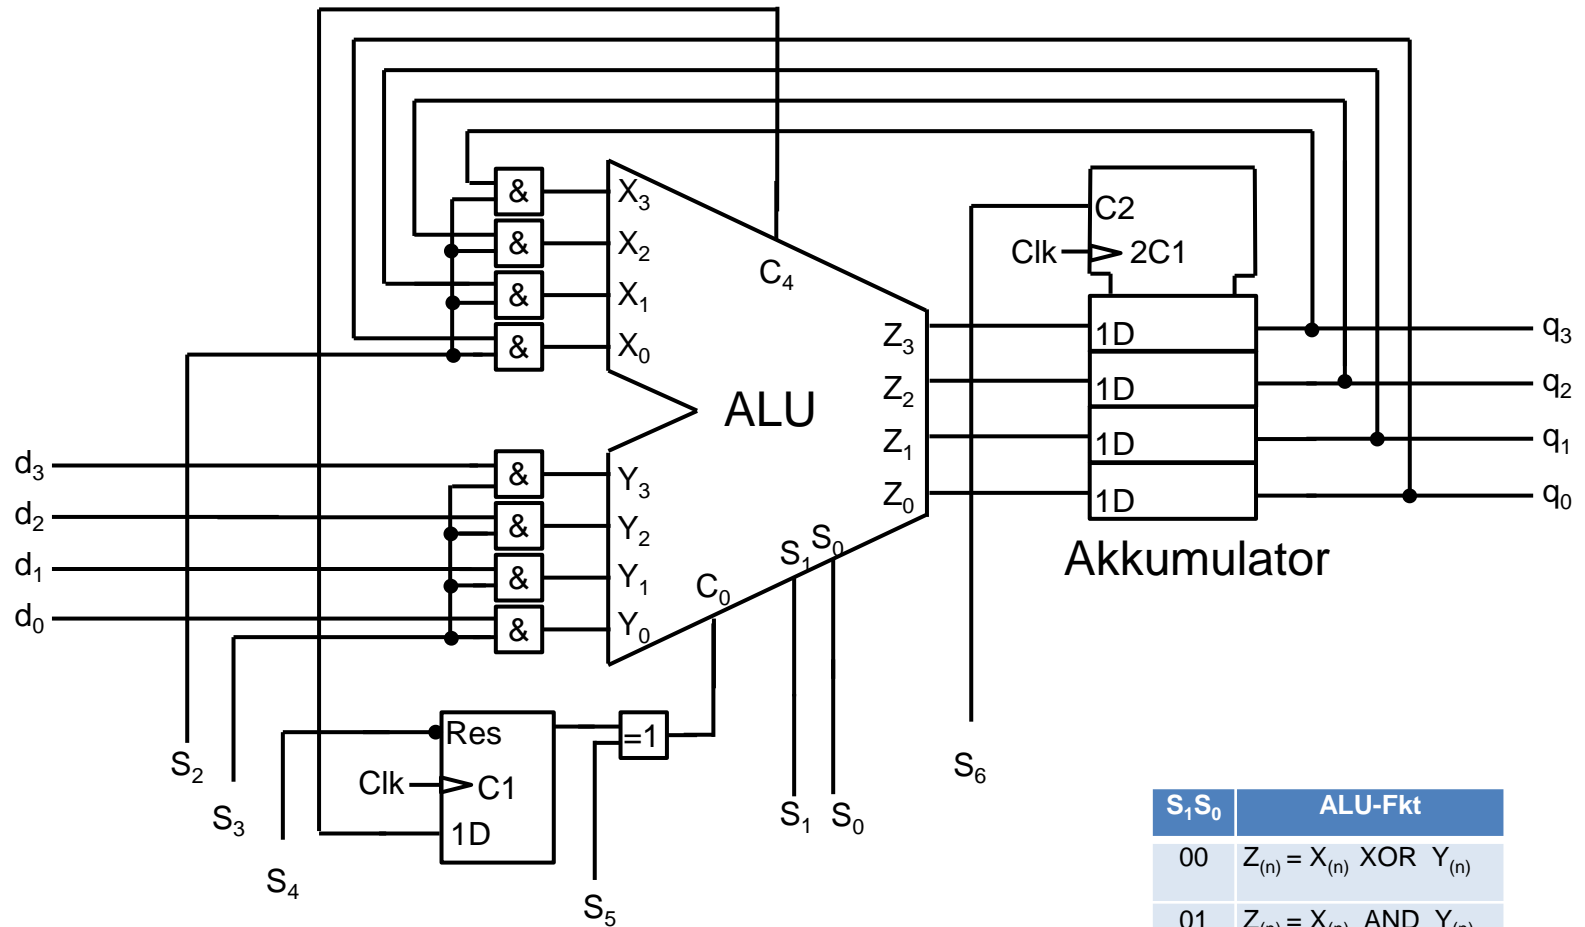 &
X3
&
X2
&
X1
&
X0
C4
C2
Clk
2C1
ALU
Z3
1D
q3
Z2
1D
q2
Z1
1D
q1
Z0
1D
q0
Akkumulator
d3
&
Y3
d2
&
Y2
d1
&
Y1
d0
&
Y0
C0
S1
S0
Res
=1
Clk
C1
1D
S2
S3
S4
S5
S1
S0
S6
S1S0 ALU-Fkt
00 Z(n) = X(n) XOR Y(n)
01 Z(n) = X(n) AND Y(n)